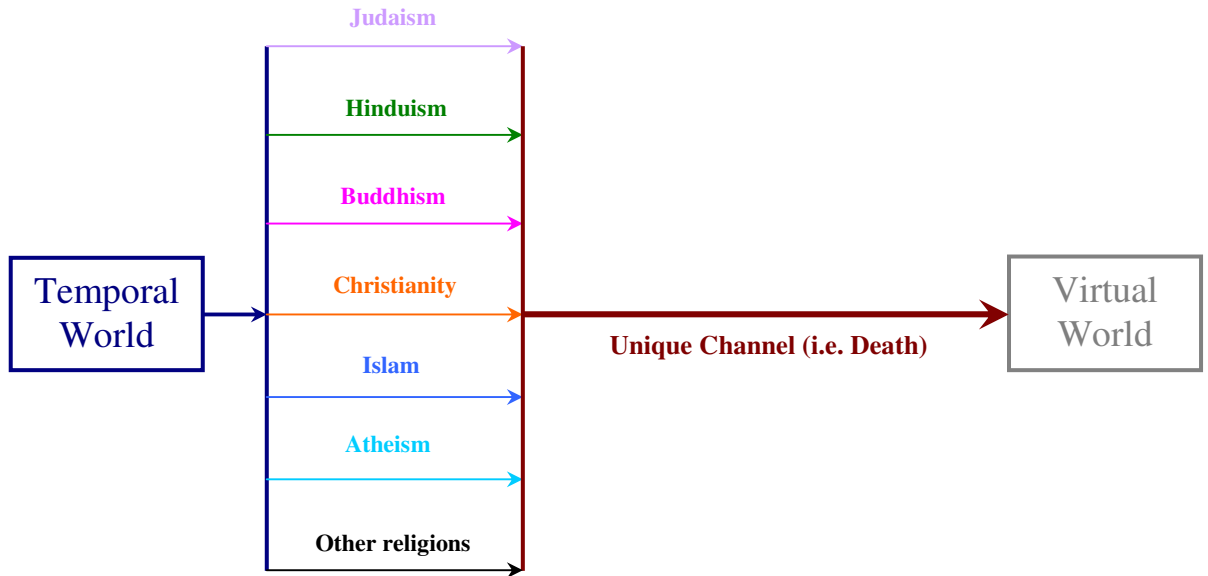 Judaism
Hinduism
Buddhism
Temporal
World
Christianity
Unique Channel (i.e. Death)
Virtual
World
Islam
Atheism
Other religions